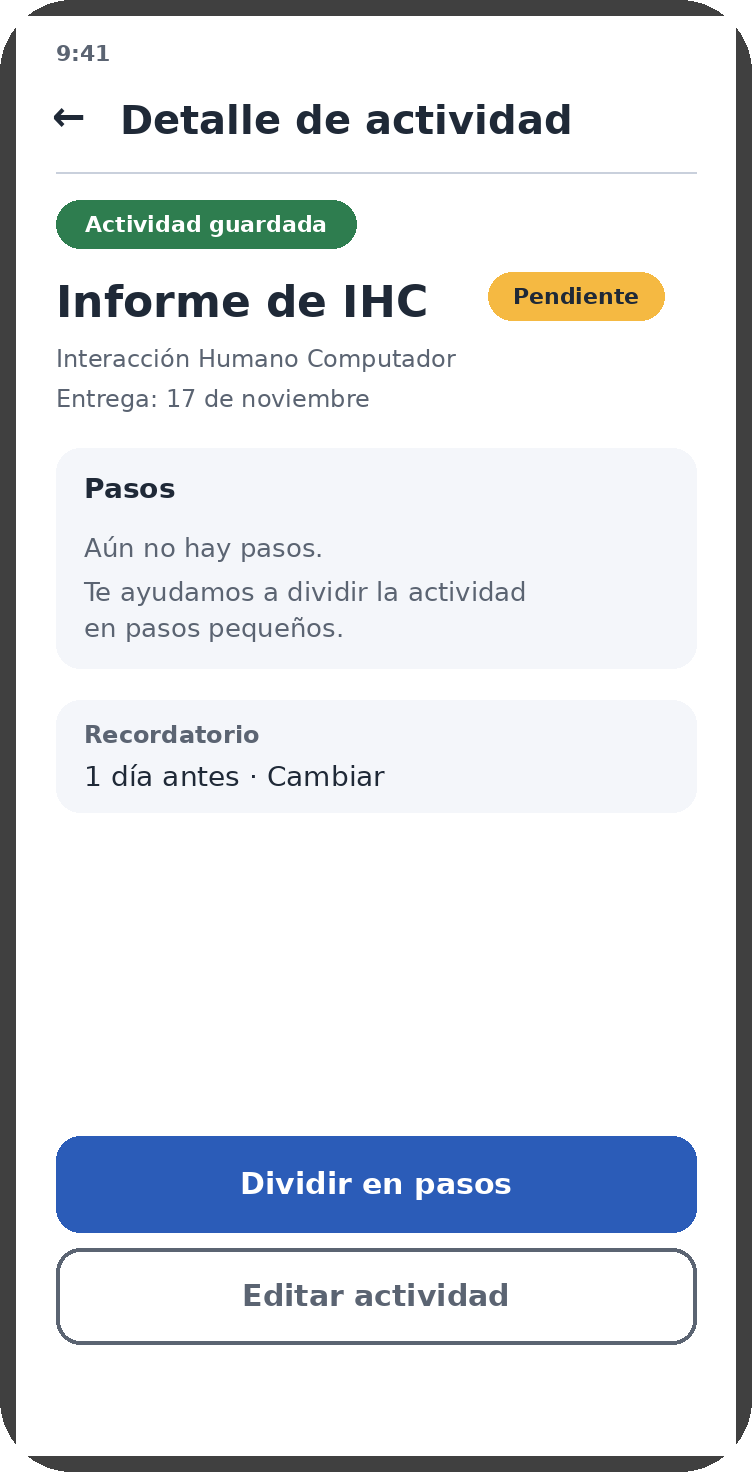 9:41
← Detalle de actividad
Actividad guardada
Informe de IHC
Pendiente
Interacción Humano Computador
Entrega: 17 de noviembre
Pasos
Aún no hay pasos.
Te ayudamos a dividir la actividad
en pasos pequeños.
Recordatorio
1 día antes · Cambiar
Dividir en pasos
Editar actividad